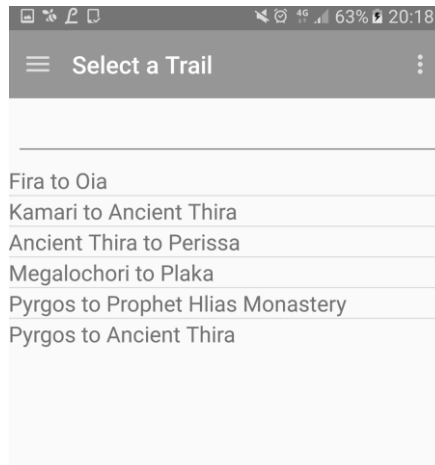 4G 63% 20:18
Select a Trail
Fira to Oia
Kamari to Ancient Thira
Ancient Thira to Perissa
Megalochori to Plaka
Pyrgos to Prophet Hlias Monastery
Pyrgos to Ancient Thira